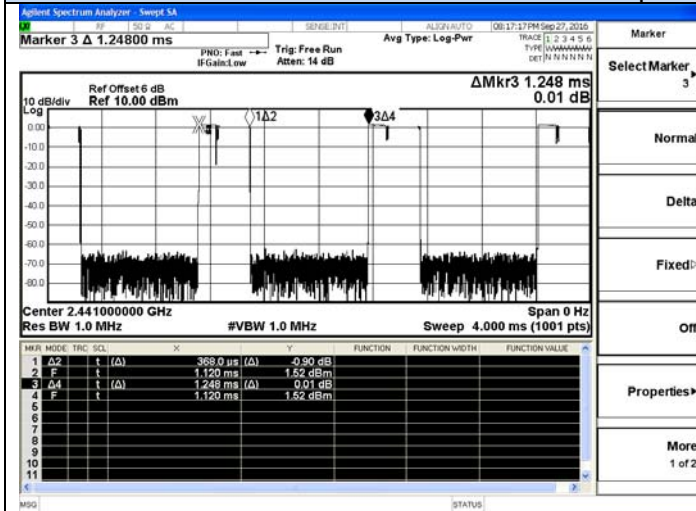 Agilent Spectrum Analyzer - Swept SA
RF 50 Ω AC SENSE:INT ALIGN AUTO 08:17:17 PM Sep 27, 2016
Marker 3 Δ 1.24800 ms
PNO: Fast
IFGain:Low
Trig: Free Run
Atten: 14 dB
Avg Type: Log-Pwr
TRACE 1 2 3 4 5 6
TYPE WWWWWW
DET N N N N N N
Ref Offset 6 dB
10 dB/div Ref 10.00 dBm
Log
ΔMkr3 1.248 ms
0.01 dB
1Δ2
3Δ4
0.00
-10.0
-20.0
-30.0
-40.0
-50.0
-60.0
-70.0
-80.0
Center 2.441000000 GHz Span 0 Hz
Res BW 1.0 MHz #VBW 1.0 MHz Sweep 4.000 ms (1001 pts)
MKR MODE TRC SCL X Y FUNCTION FUNCTION WIDTH FUNCTION VALUE
1 Δ2 t (Δ) 368.0 µs (Δ) -0.90 dB
2 F t 1.120 ms 1.52 dBm
3 Δ4 t (Δ) 1.248 ms (Δ) 0.01 dB
4 F t 1.120 ms 1.52 dBm
5
6
7
8
9
10
11
MSG STATUS
Marker
Select Marker
3
Normal
Delta
Fixed
Off
Properties
More
1 of 2